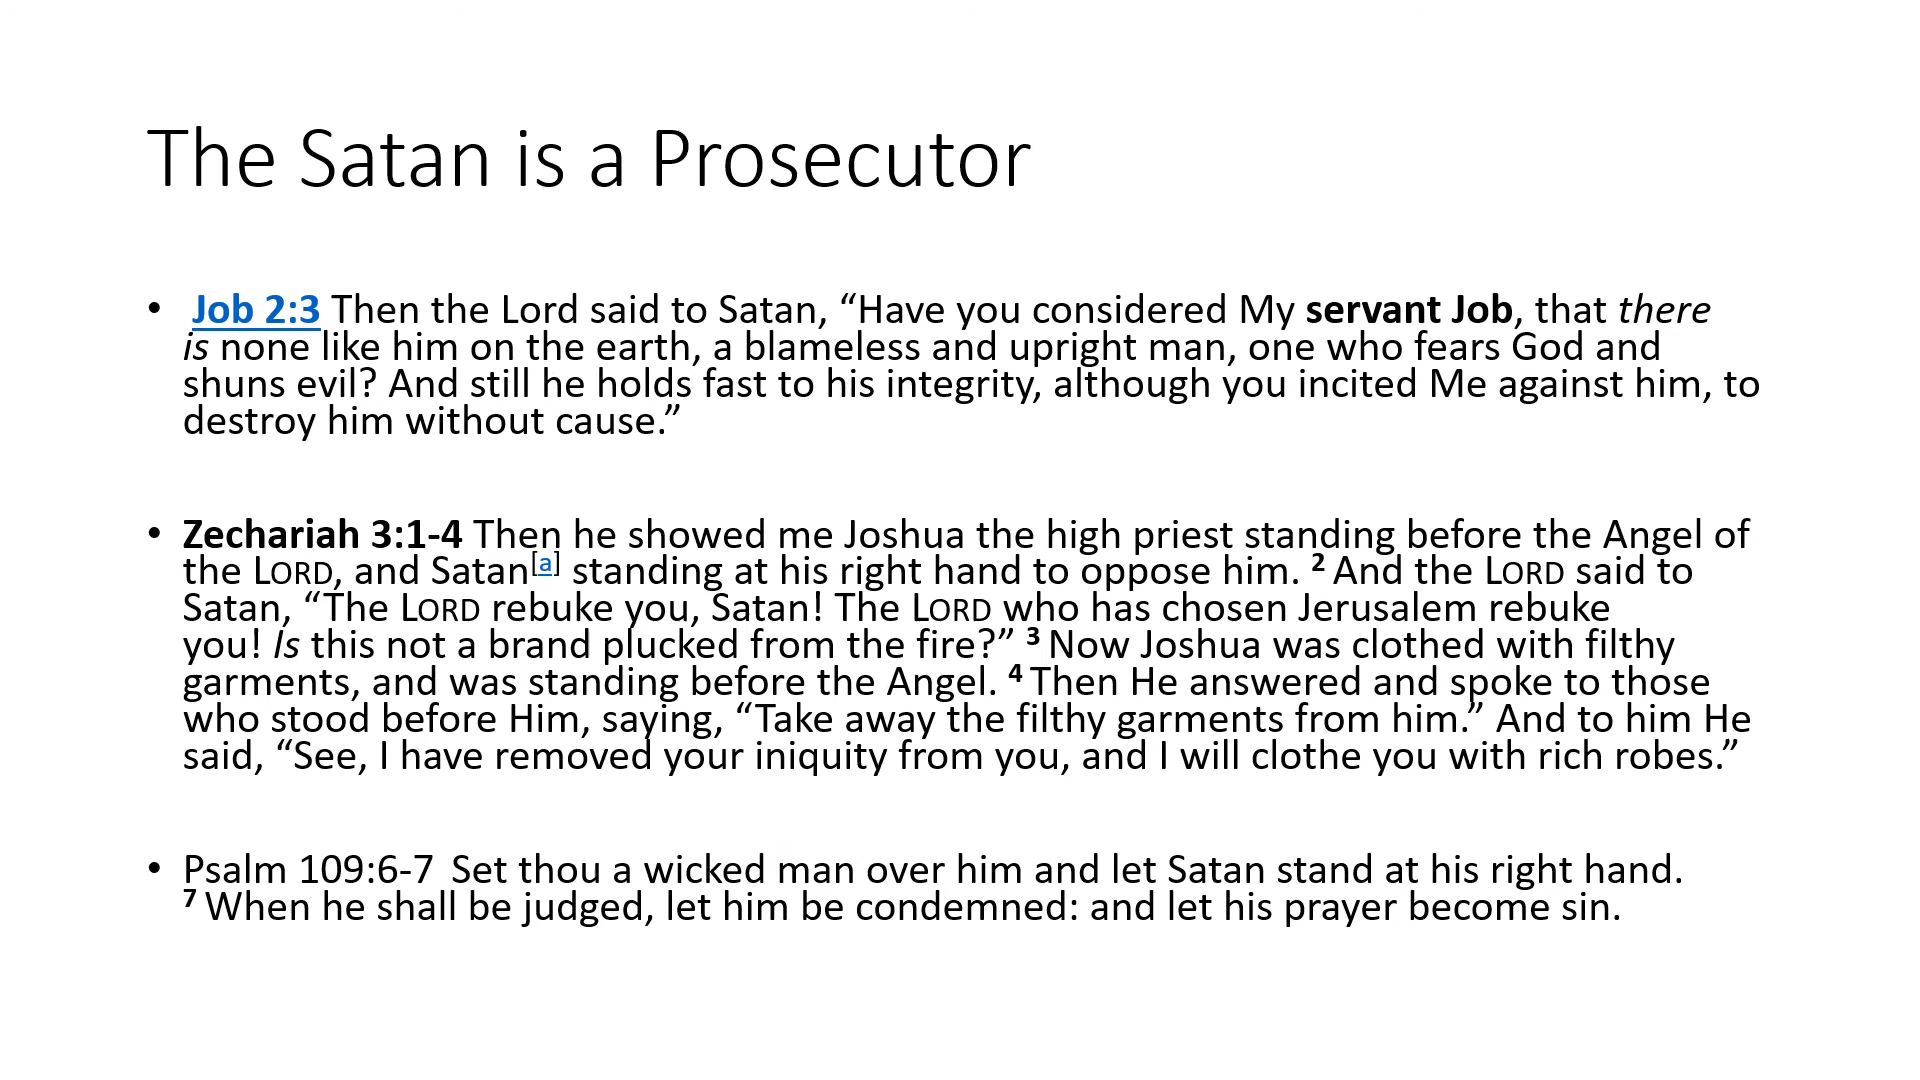 The Satan is a Prosecutor
• Job 2:3 Then the Lord said to Satan, “Have you considered My servant Job, that there
is none like him on the earth, a blameless and upright man, one who fears God and
shuns evil? And still he holds fast to his integrity, although you incited Me against him, to
destroy him without cause.”
• Zechariah 3:1-4 Then he showed me Joshua the high priest standing before the Angel of
the LORD, and Satan[a] standing at his right hand to oppose him. 2 And the LORD said to
Satan, “The LORD rebuke you, Satan! The LORD who has chosen Jerusalem rebuke
you! Is this not a brand plucked from the fire?” 3 Now Joshua was clothed with filthy
garments, and was standing before the Angel. 4 Then He answered and spoke to those
who stood before Him, saying, “Take away the filthy garments from him.” And to him He
said, “See, I have removed your iniquity from you, and I will clothe you with rich robes.”
• Psalm 109:6-7 Set thou a wicked man over him and let Satan stand at his right hand.
7 When he shall be judged, let him be condemned: and let his prayer become sin.